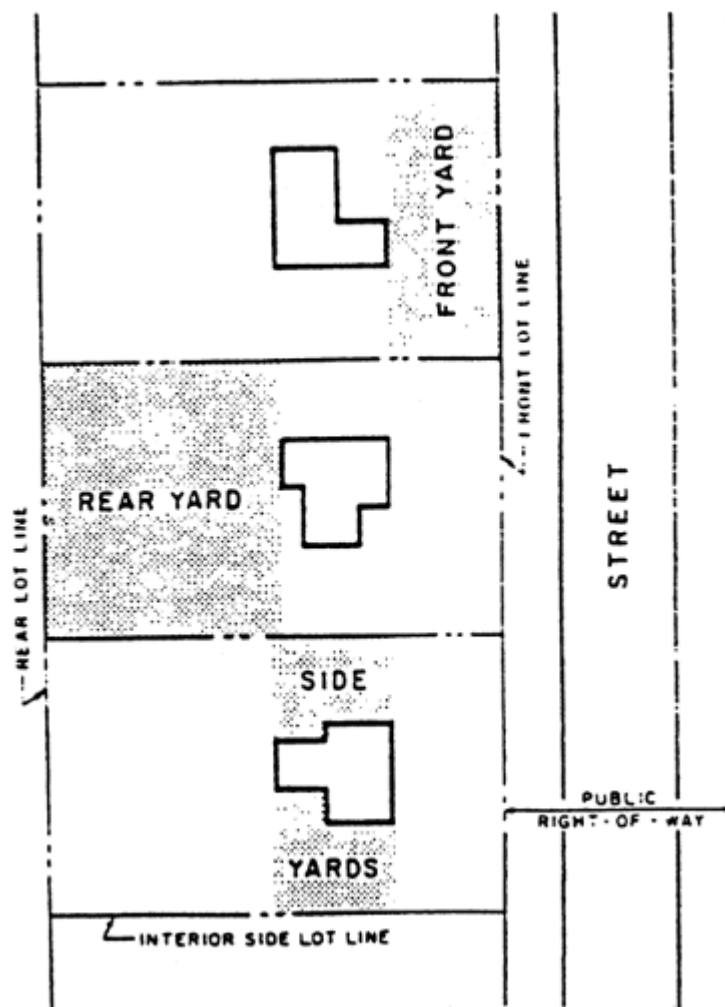 FRONT YARD
FRONT LOT LINE
REAR YARD
REAR LOT LINE
STREET
SIDE
YARDS
PUBLIC
RIGHT-OF-WAY
INTERIOR SIDE LOT LINE